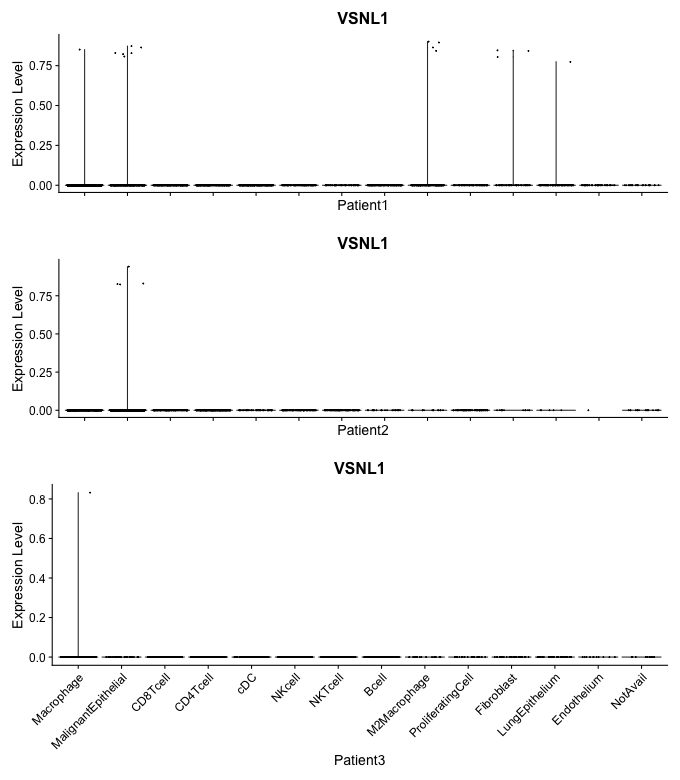 VSNL1
Expression Level
0.75
0.50
0.25
0.00
Patient1
VSNL1
Expression Level
0.75
0.50
0.25
0.00
Patient2
VSNL1
Expression Level
0.8
0.6
0.4
0.2
0.0
Macrophage
MalignantEpithelial
CD8Tcell
CD4Tcell
cDC
NKcell
NKTcell
Bcell
M2Macrophage
ProliferatingCell
Fibroblast
LungEpithelium
Endothelium
NotAvail
Patient3